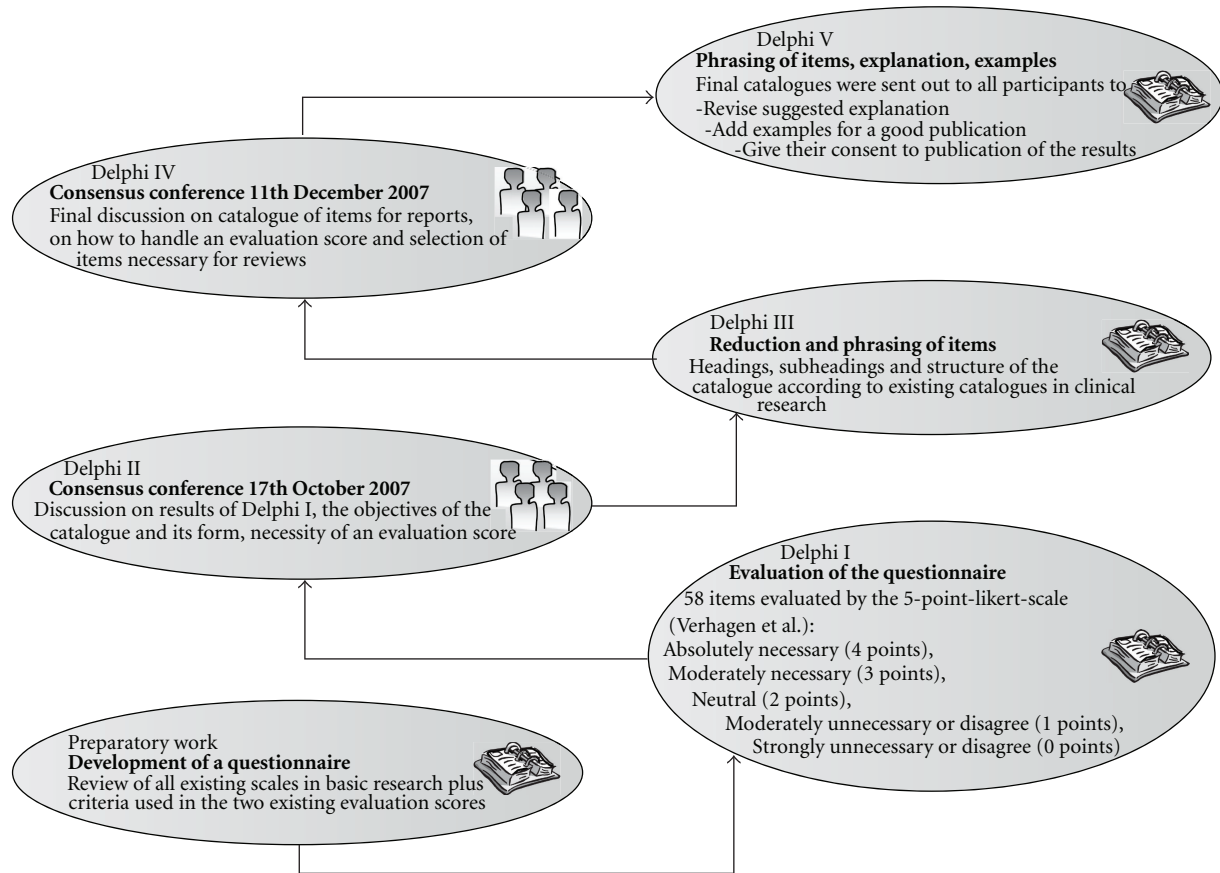 Delphi V
Phrasing of items, explanation, examples
Final catalogues were sent out to all participants to
-Revise suggested explanation
-Add examples for a good publication
-Give their consent to publication of the results
Delphi IV
Consensus conference 11th December 2007
Final discussion on catalogue of items for reports,
on how to handle an evaluation score and selection of
items necessary for reviews
Delphi III
Reduction and phrasing of items
Headings, subheadings and structure of the
catalogue according to existing catalogues in clinical
research
Delphi II
Consensus conference 17th October 2007
Discussion on results of Delphi I, the objectives of the
catalogue and its form, necessity of an evaluation score
Delphi I
Evaluation of the questionnaire
58 items evaluated by the 5-point-likert-scale
(Verhagen et al.):
Absolutely necessary (4 points),
Moderately necessary (3 points),
Neutral (2 points),
Moderately unnecessary or disagree (1 points),
Strongly unnecessary or disagree (0 points)
Preparatory work
Development of a questionnaire
Review of all existing scales in basic research plus
criteria used in the two existing evaluation scores